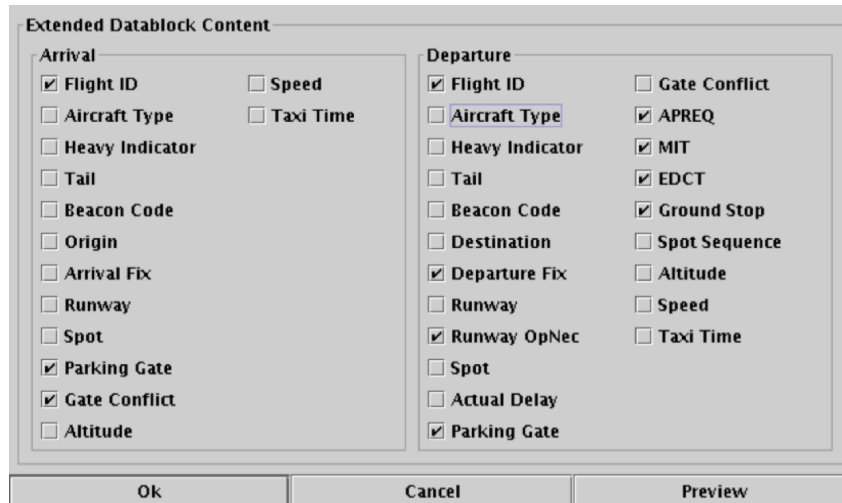 Extended Datablock Content
Arrival
Flight ID
Aircraft Type
Heavy Indicator
Tail
Beacon Code
Origin
Arrival Fix
Runway
Spot
Parking Gate
Gate Conflict
Altitude
Speed
Taxi Time
Departure
Flight ID
Aircraft Type
Heavy Indicator
Tail
Beacon Code
Destination
Departure Fix
Runway
Runway OpNec
Spot
Actual Delay
Parking Gate
Gate Conflict
APREQ
MIT
EDCT
Ground Stop
Spot Sequence
Altitude
Speed
Taxi Time
Ok
Cancel
Preview